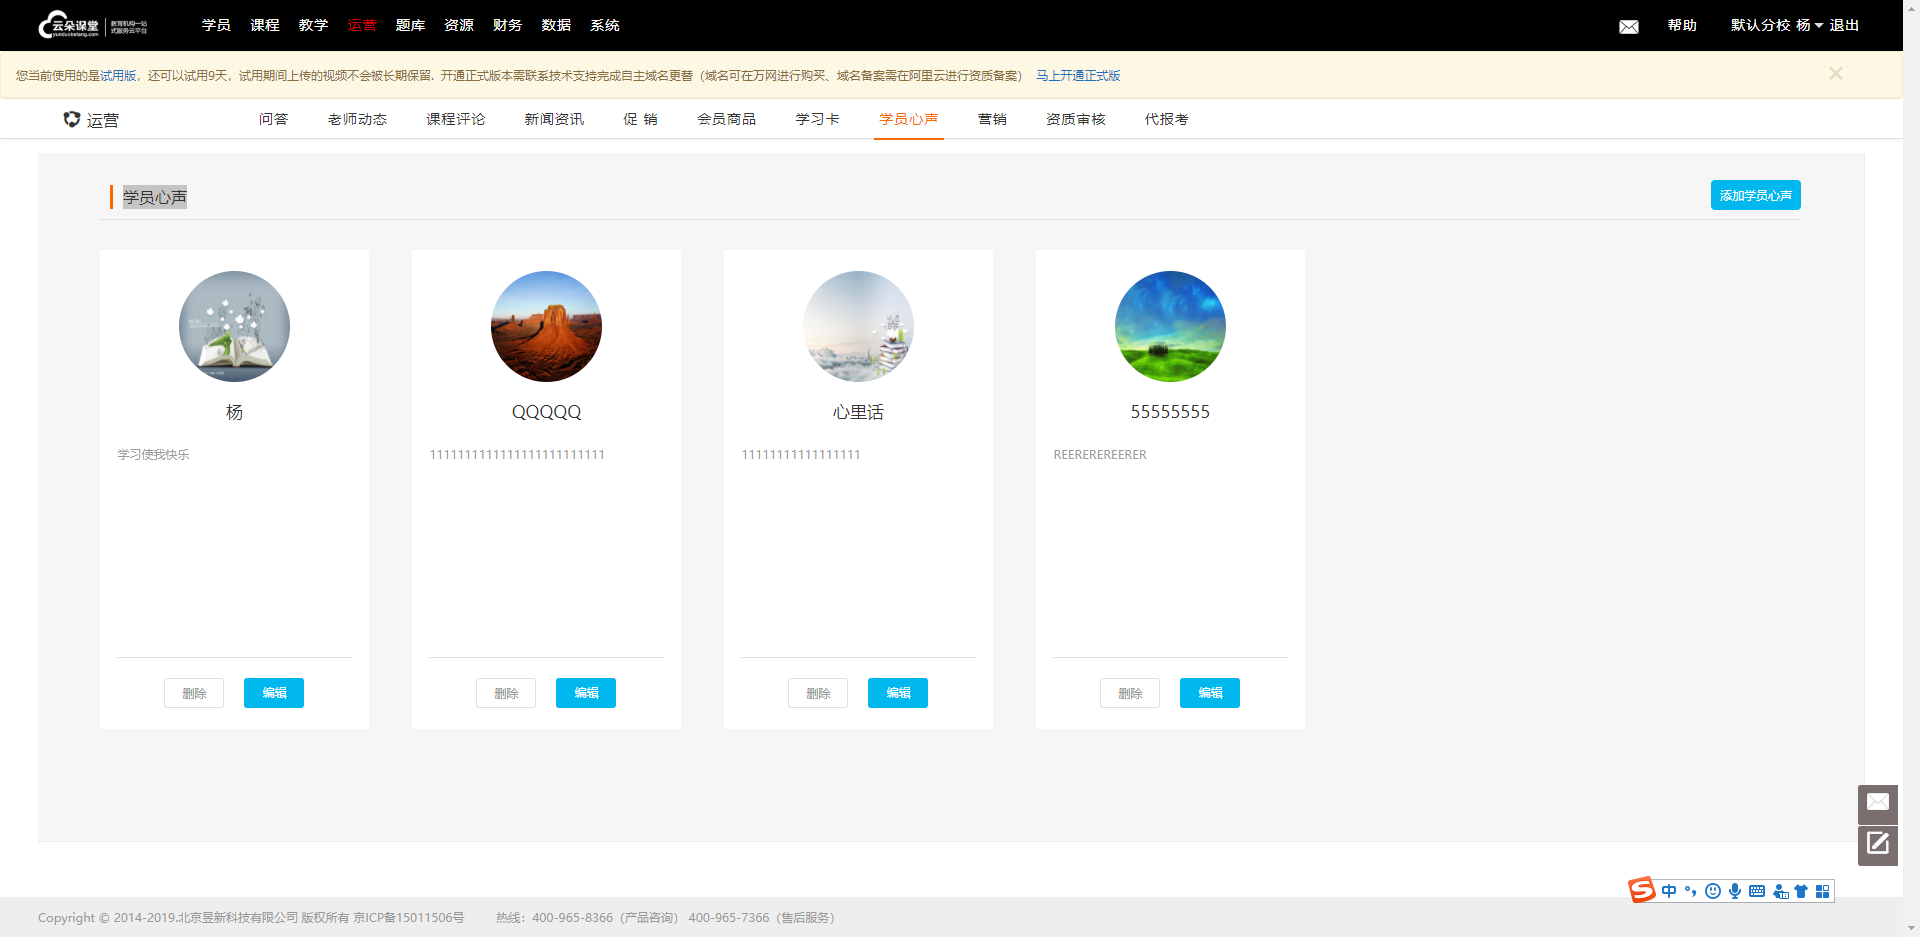 云朵课堂 yunduoketang.com 教育机构一站式服务云平台
学员 课程 教学 运营 题库 资源 财务 数据 系统 帮助 默认分校 杨 退出
您当前使用的是试用版，还可以试用9天，试用期间上传的视频不会被长期保留. 开通正式版本需联系技术支持完成自主域名更替（域名可在万网进行购买、域名备案需在阿里云进行资质备案） 马上开通正式版 ×
运营 问答 老师动态 课程评论 新闻资讯 促 销 会员商品 学习卡 学员心声 营销 资质审核 代报考
学员心声 添加学员心声
杨 QQQQQ 心里话 55555555
学习使我快乐 1111111111111111111111111 11111111111111111 REEREREREERER
删除 编辑 删除 编辑 删除 编辑 删除 编辑
中
Copyright © 2014-2019.北京昱新科技有限公司 版权所有 京ICP备15011506号 热线：400-965-8366（产品咨询） 400-965-7366（售后服务）